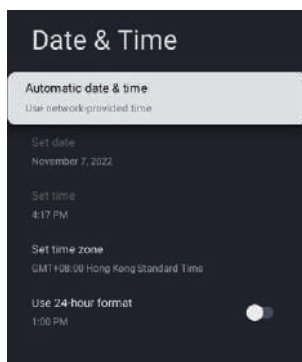 Date & Time
Automatic date & time
Use network-provided time
Set date
November 7, 2022
Set time
4:17 PM
Set time zone
GMT+08:00 Hong Kong Standard Time
Use 24-hour format
1:00 PM